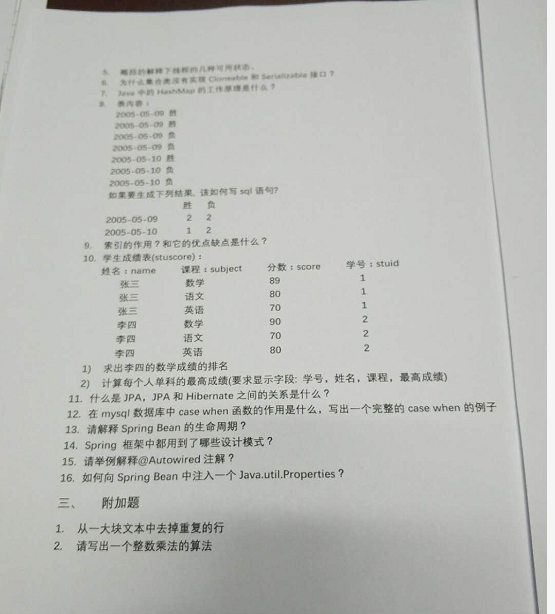 5. 概括的解释下线程的几种可用状态。
6. 为什么集合类没有实现 Cloneable 和 Serializable 接口？
7. Java 中的 HashMap 的工作原理是什么？
8. 表内容：
2005-05-09 胜
2005-05-09 胜
2005-05-09 负
2005-05-09 负
2005-05-10 胜
2005-05-10 负
2005-05-10 负
如果要生成下列结果, 该如何写 sql 语句?
胜 负
2005-05-09 2 2
2005-05-10 1 2
9. 索引的作用？和它的优点缺点是什么？
10. 学生成绩表(stuscore)：
姓名：name 课程：subject 分数：score 学号：stuid
张三 数学 89 1
张三 语文 80 1
张三 英语 70 1
李四 数学 90 2
李四 语文 70 2
李四 英语 80 2
1) 求出李四的数学成绩的排名
2) 计算每个人单科的最高成绩(要求显示字段: 学号，姓名，课程，最高成绩)
11. 什么是 JPA，JPA 和 Hibernate 之间的关系是什么？
12. 在 mysql 数据库中 case when 函数的作用是什么，写出一个完整的 case when 的例子
13. 请解释 Spring Bean 的生命周期？
14. Spring 框架中都用到了哪些设计模式？
15. 请举例解释@Autowired 注解？
16. 如何向 Spring Bean 中注入一个 Java.util.Properties？
三、 附加题
1. 从一大块文本中去掉重复的行
2. 请写出一个整数乘法的算法